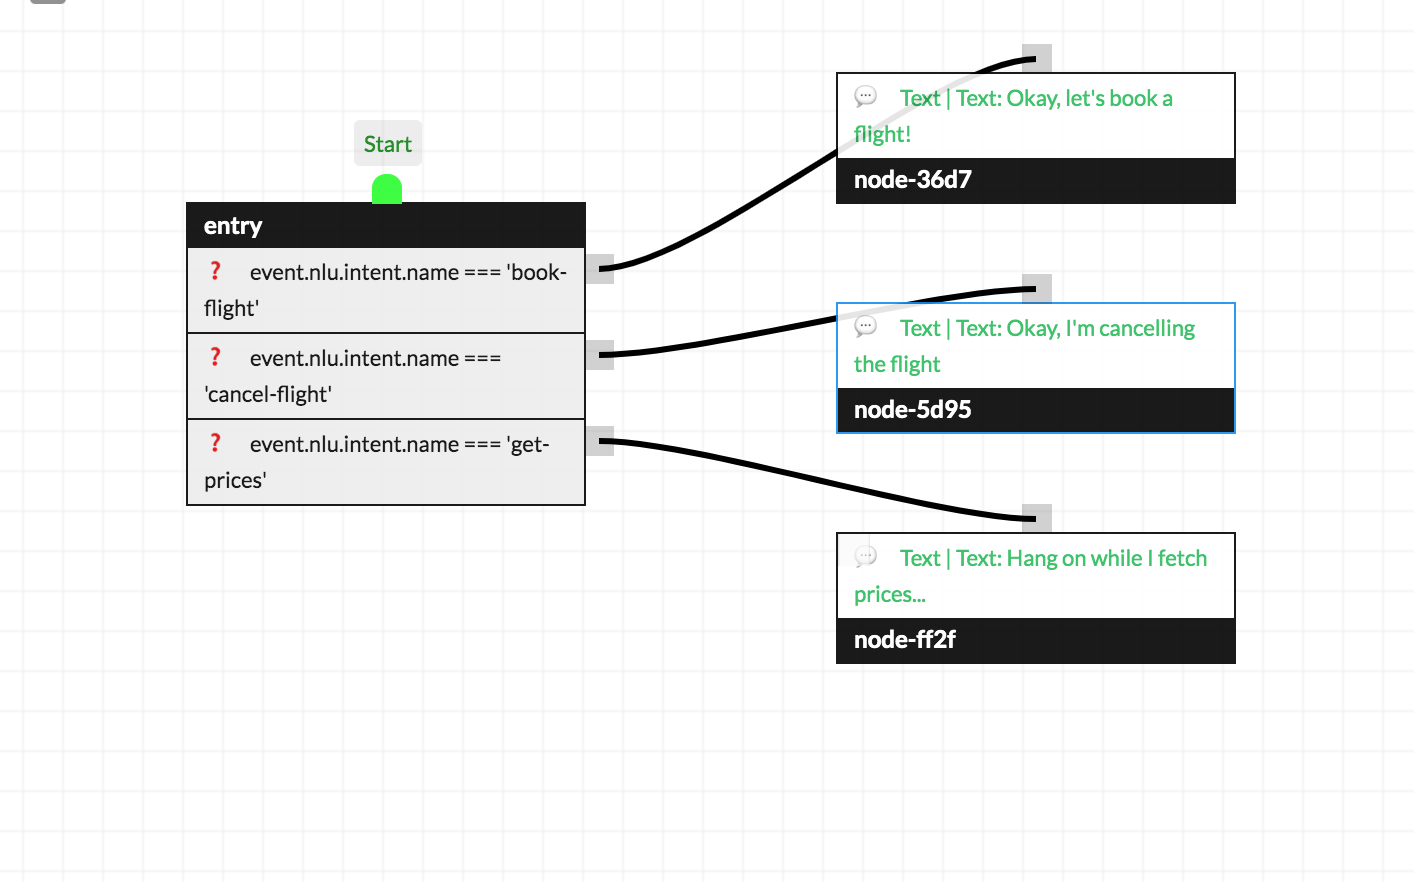 Start
entry
❓ event.nlu.intent.name === 'book-
flight'
❓ event.nlu.intent.name ===
'cancel-flight'
❓ event.nlu.intent.name === 'get-
prices'
Text | Text: Okay, let's book a
flight!
node-36d7
Text | Text: Okay, I'm cancelling
the flight
node-5d95
Text | Text: Hang on while I fetch
prices...
node-ff2f